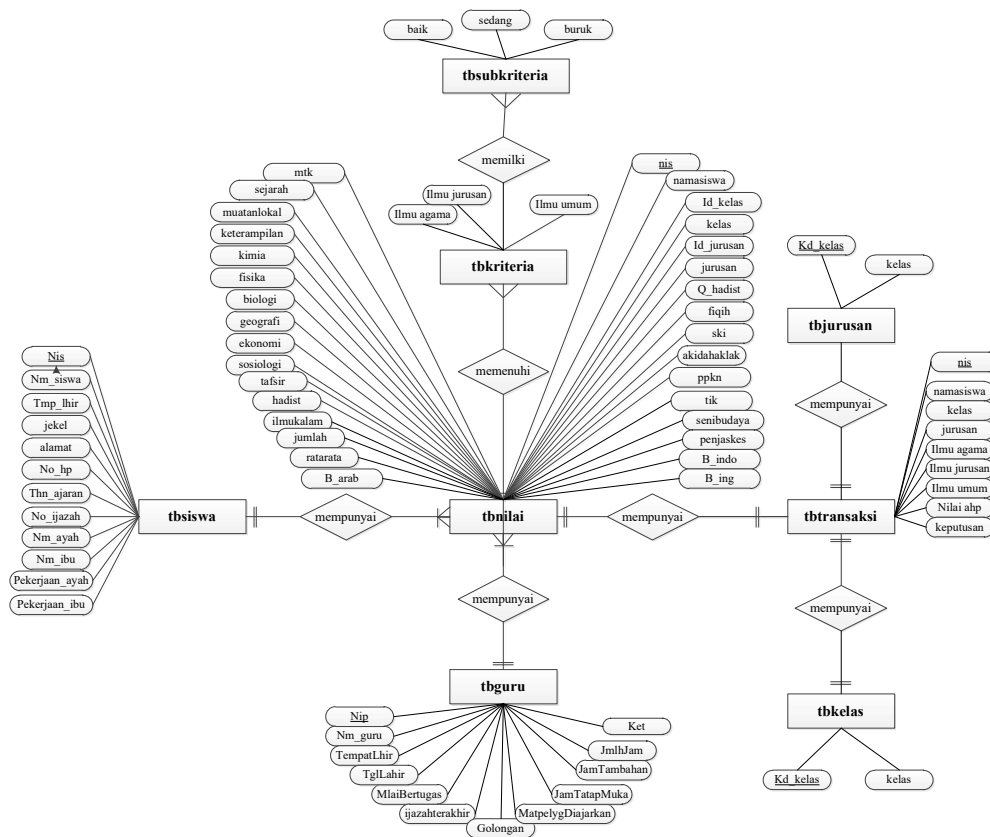 sedang
baik
buruk
tbsubkriteria
memilki
Ilmu jurusan
Ilmu agama
Ilmu umum
tbkriteria
memenuhi
mtk
sejarah
muatanlokal
keterampilan
kimia
fisika
biologi
geografi
ekonomi
sosiologi
tafsir
hadist
ilmukalam
jumlah
ratarata
B_arab
nis
namasiswa
Id_kelas
kelas
Id_jurusan
jurusan
Q_hadist
fiqih
ski
akidahaklak
ppkn
tik
senibudaya
penjaskes
B_indo
B_ing
Kd_kelas
kelas
tbjurusan
mempunyai
Nis
Nm_siswa
Tmp_lhir
jekel
alamat
No_hp
Thn_ajaran
No_ijazah
Nm_ayah
Nm_ibu
Pekerjaan_ayah
Pekerjaan_ibu
tbsiswa
mempunyai
tbnilai
mempunyai
tbtransaksi
nis
namasiswa
kelas
jurusan
Ilmu agama
Ilmu jurusan
Ilmu umum
Nilai ahp
keputusan
mempunyai
mempunyai
tbguru
Nip
Nm_guru
TempatLhir
TglLahir
MlaiBertugas
ijazahterakhir
Golongan
MatpelygDiajarkan
JamTatapMuka
JamTambahan
JmlhJam
Ket
tbkelas
Kd_kelas
kelas